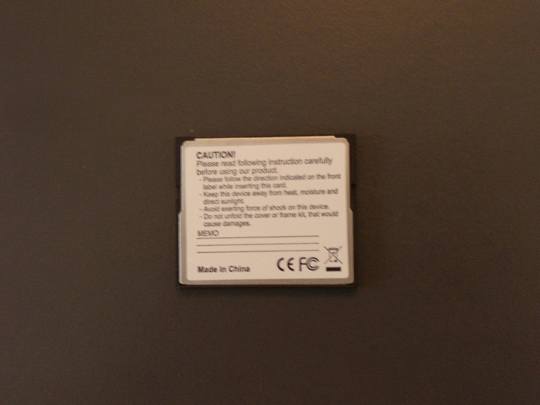 CAUTION!
Please read following instruction carefully
before using our product.
- Please follow the direction indicated on the front
label while inserting this card.
- Keep this device away from heat, moisture and
direct sunlight.
- Avoid exerting force of shock on this device.
- Do not unfold the cover or frame kit, that would
cause damages.
MEMO
Made In China CE FC